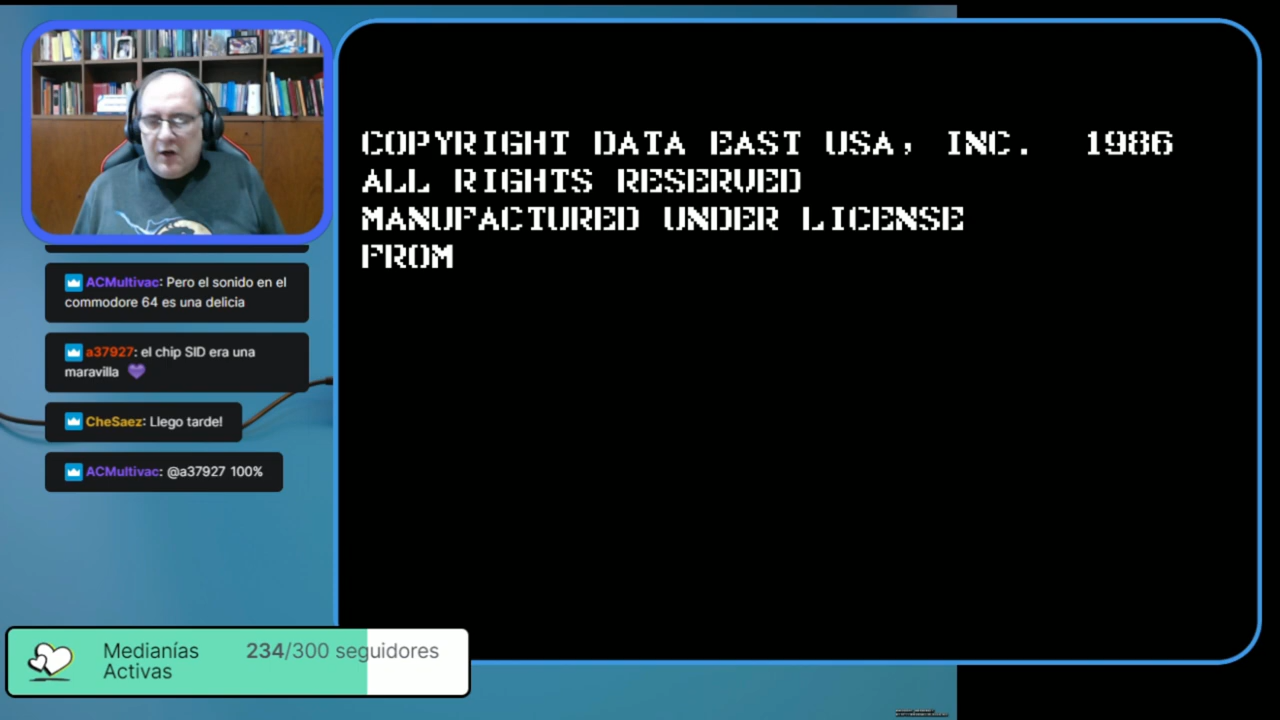 COPYRIGHT DATA EAST USA, INC. 1986
ALL RIGHTS RESERVED
MANUFACTURED UNDER LICENSE
FROM
ACMultivac: Pero el sonido en el
commodore 64 es una delicia
a37927: el chip SID era una
maravilla 💜
CheSaez: Llego tarde!
ACMultivac: @a37927 100%
Medianías
Activas
234/300 seguidores